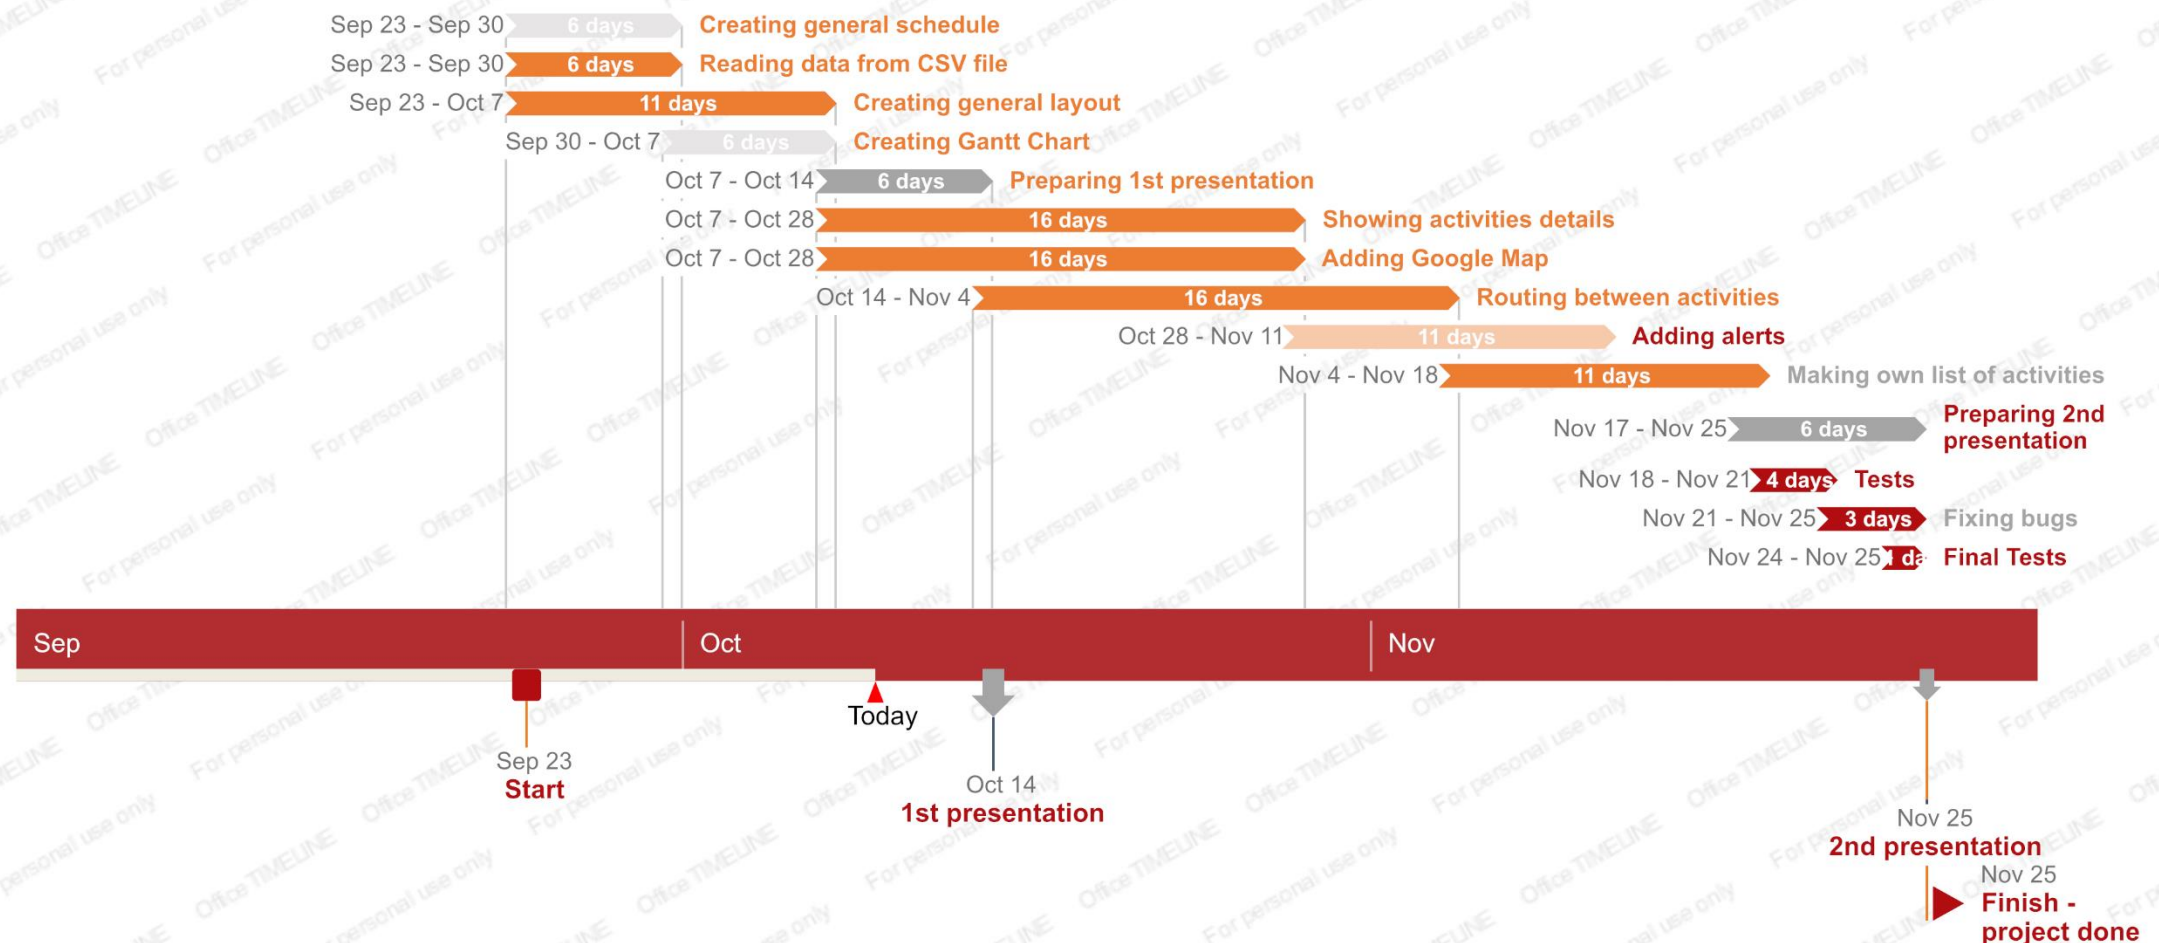 Sep 23 - Sep 30 6 days Creating general schedule
Sep 23 - Sep 30 6 days Reading data from CSV file
Sep 23 - Oct 7 11 days Creating general layout
Sep 30 - Oct 7 6 days Creating Gantt Chart
Oct 7 - Oct 14 6 days Preparing 1st presentation
Oct 7 - Oct 28 16 days Showing activities details
Oct 7 - Oct 28 16 days Adding Google Map
Oct 14 - Nov 4 16 days Routing between activities
Oct 28 - Nov 11 11 days Adding alerts
Nov 4 - Nov 18 11 days Making own list of activities
Nov 17 - Nov 25 6 days Preparing 2nd
presentation
Nov 18 - Nov 21 4 days Tests
Nov 21 - Nov 25 3 days Fixing bugs
Nov 24 - Nov 25 Final Tests
Sep Oct Nov
Today
Sep 23
Start
Oct 14
1st presentation
Nov 25
2nd presentation
Nov 25
Finish -
project done
Office TIMELINE
For personal use only